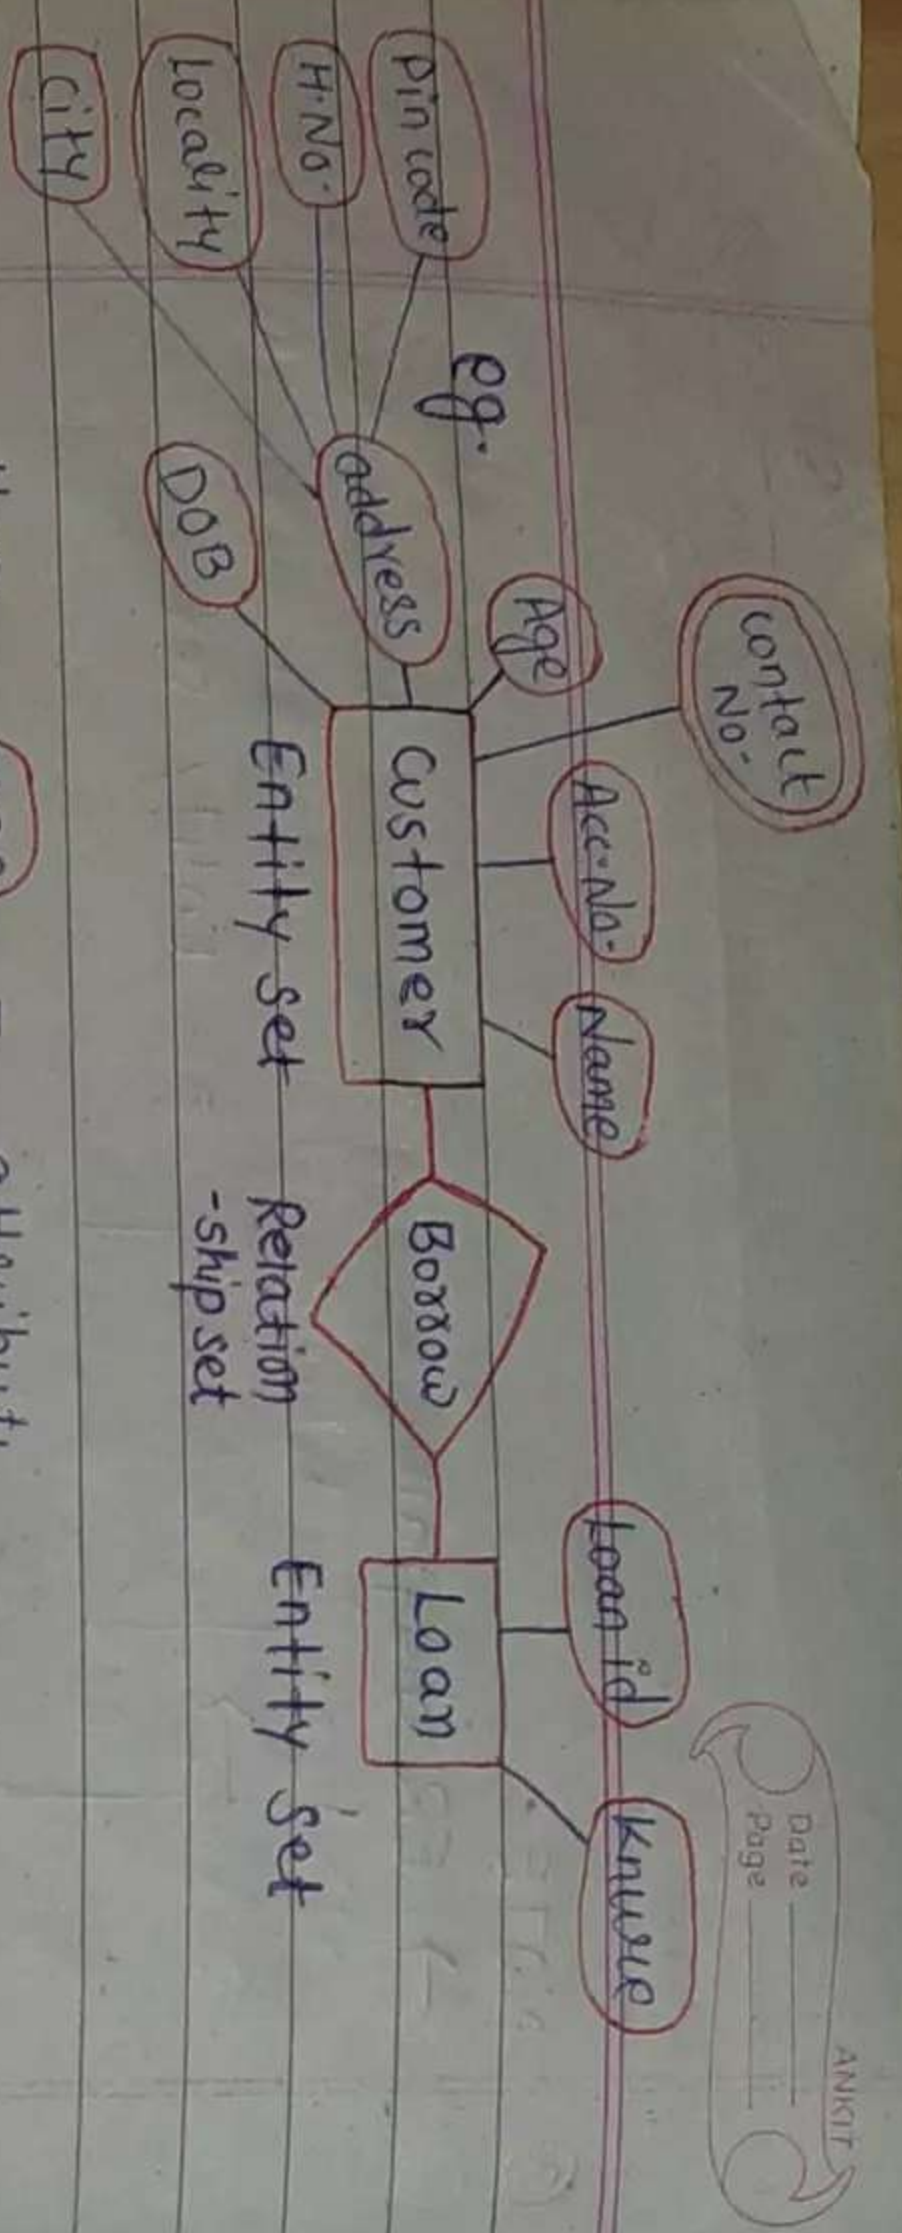 ANKIT
Date
Page
contact
No.
Acc.No.
Name
Loan id
Age
eg.
Pin code
H.No.
Locality
City
address
DOB
Customer
Borrow
Loan
Entity set
Relation
-ship set
Entity set